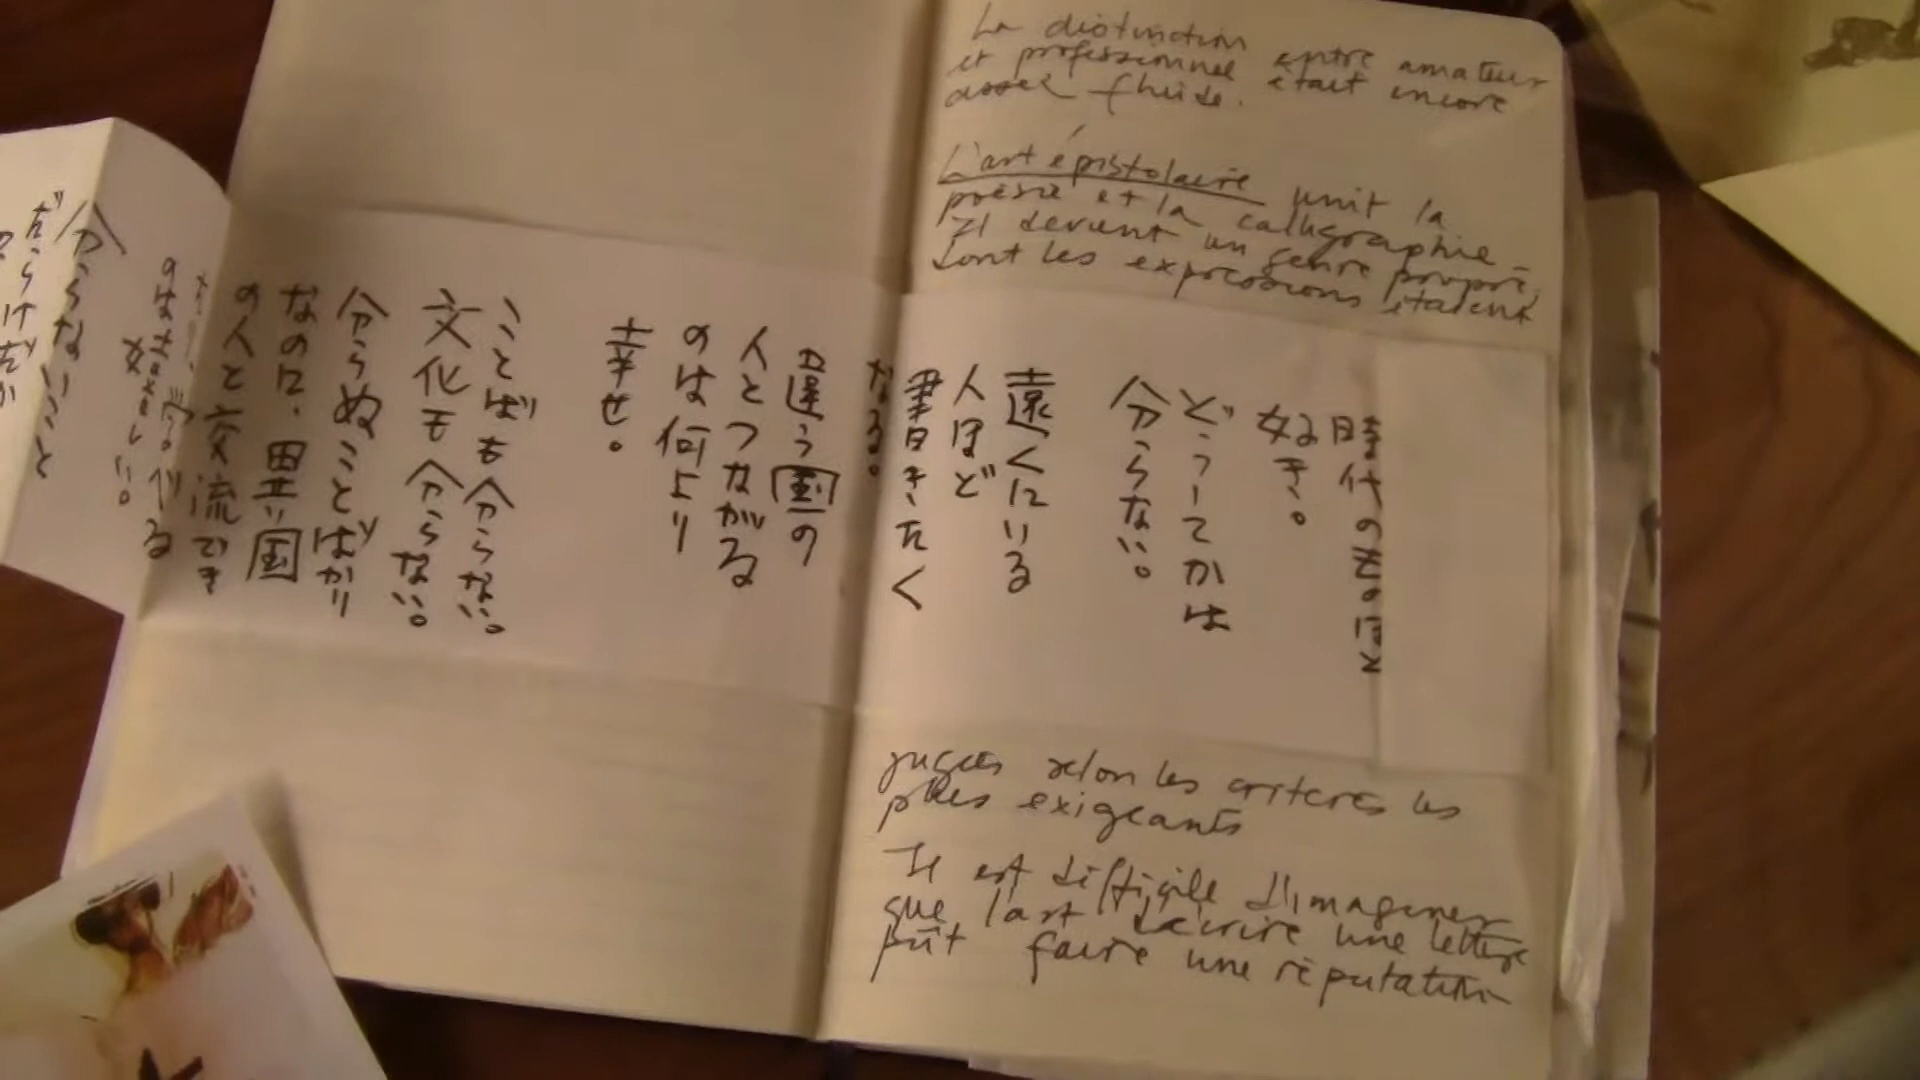 La distinction entre amateur
et professionnel était encore
assez fluide.
L'art épistolaire unit la
poésie et la calligraphie -
Il devient un genre propre,
dont les expressions étaient
時代のものほど
好き。
どうしてかは
分らない。
遠くにいる
人ほど
書きたく
なる。
違う国の
人とつながる
のは何より
幸せ。
ことばも分らない。
文化も分らない。
分らぬことばかり
なのに、異国
の人と交流でき
分らないこと
だらけだか
jugées selon les critères les
plus exigeants
Il est difficile d'imaginer
que l'art d'écrire une lettre
pût faire une réputation